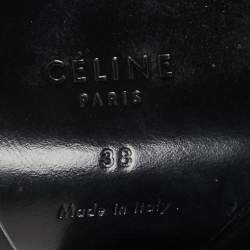 CÉLINE
PARIS
38
Made in Italy.